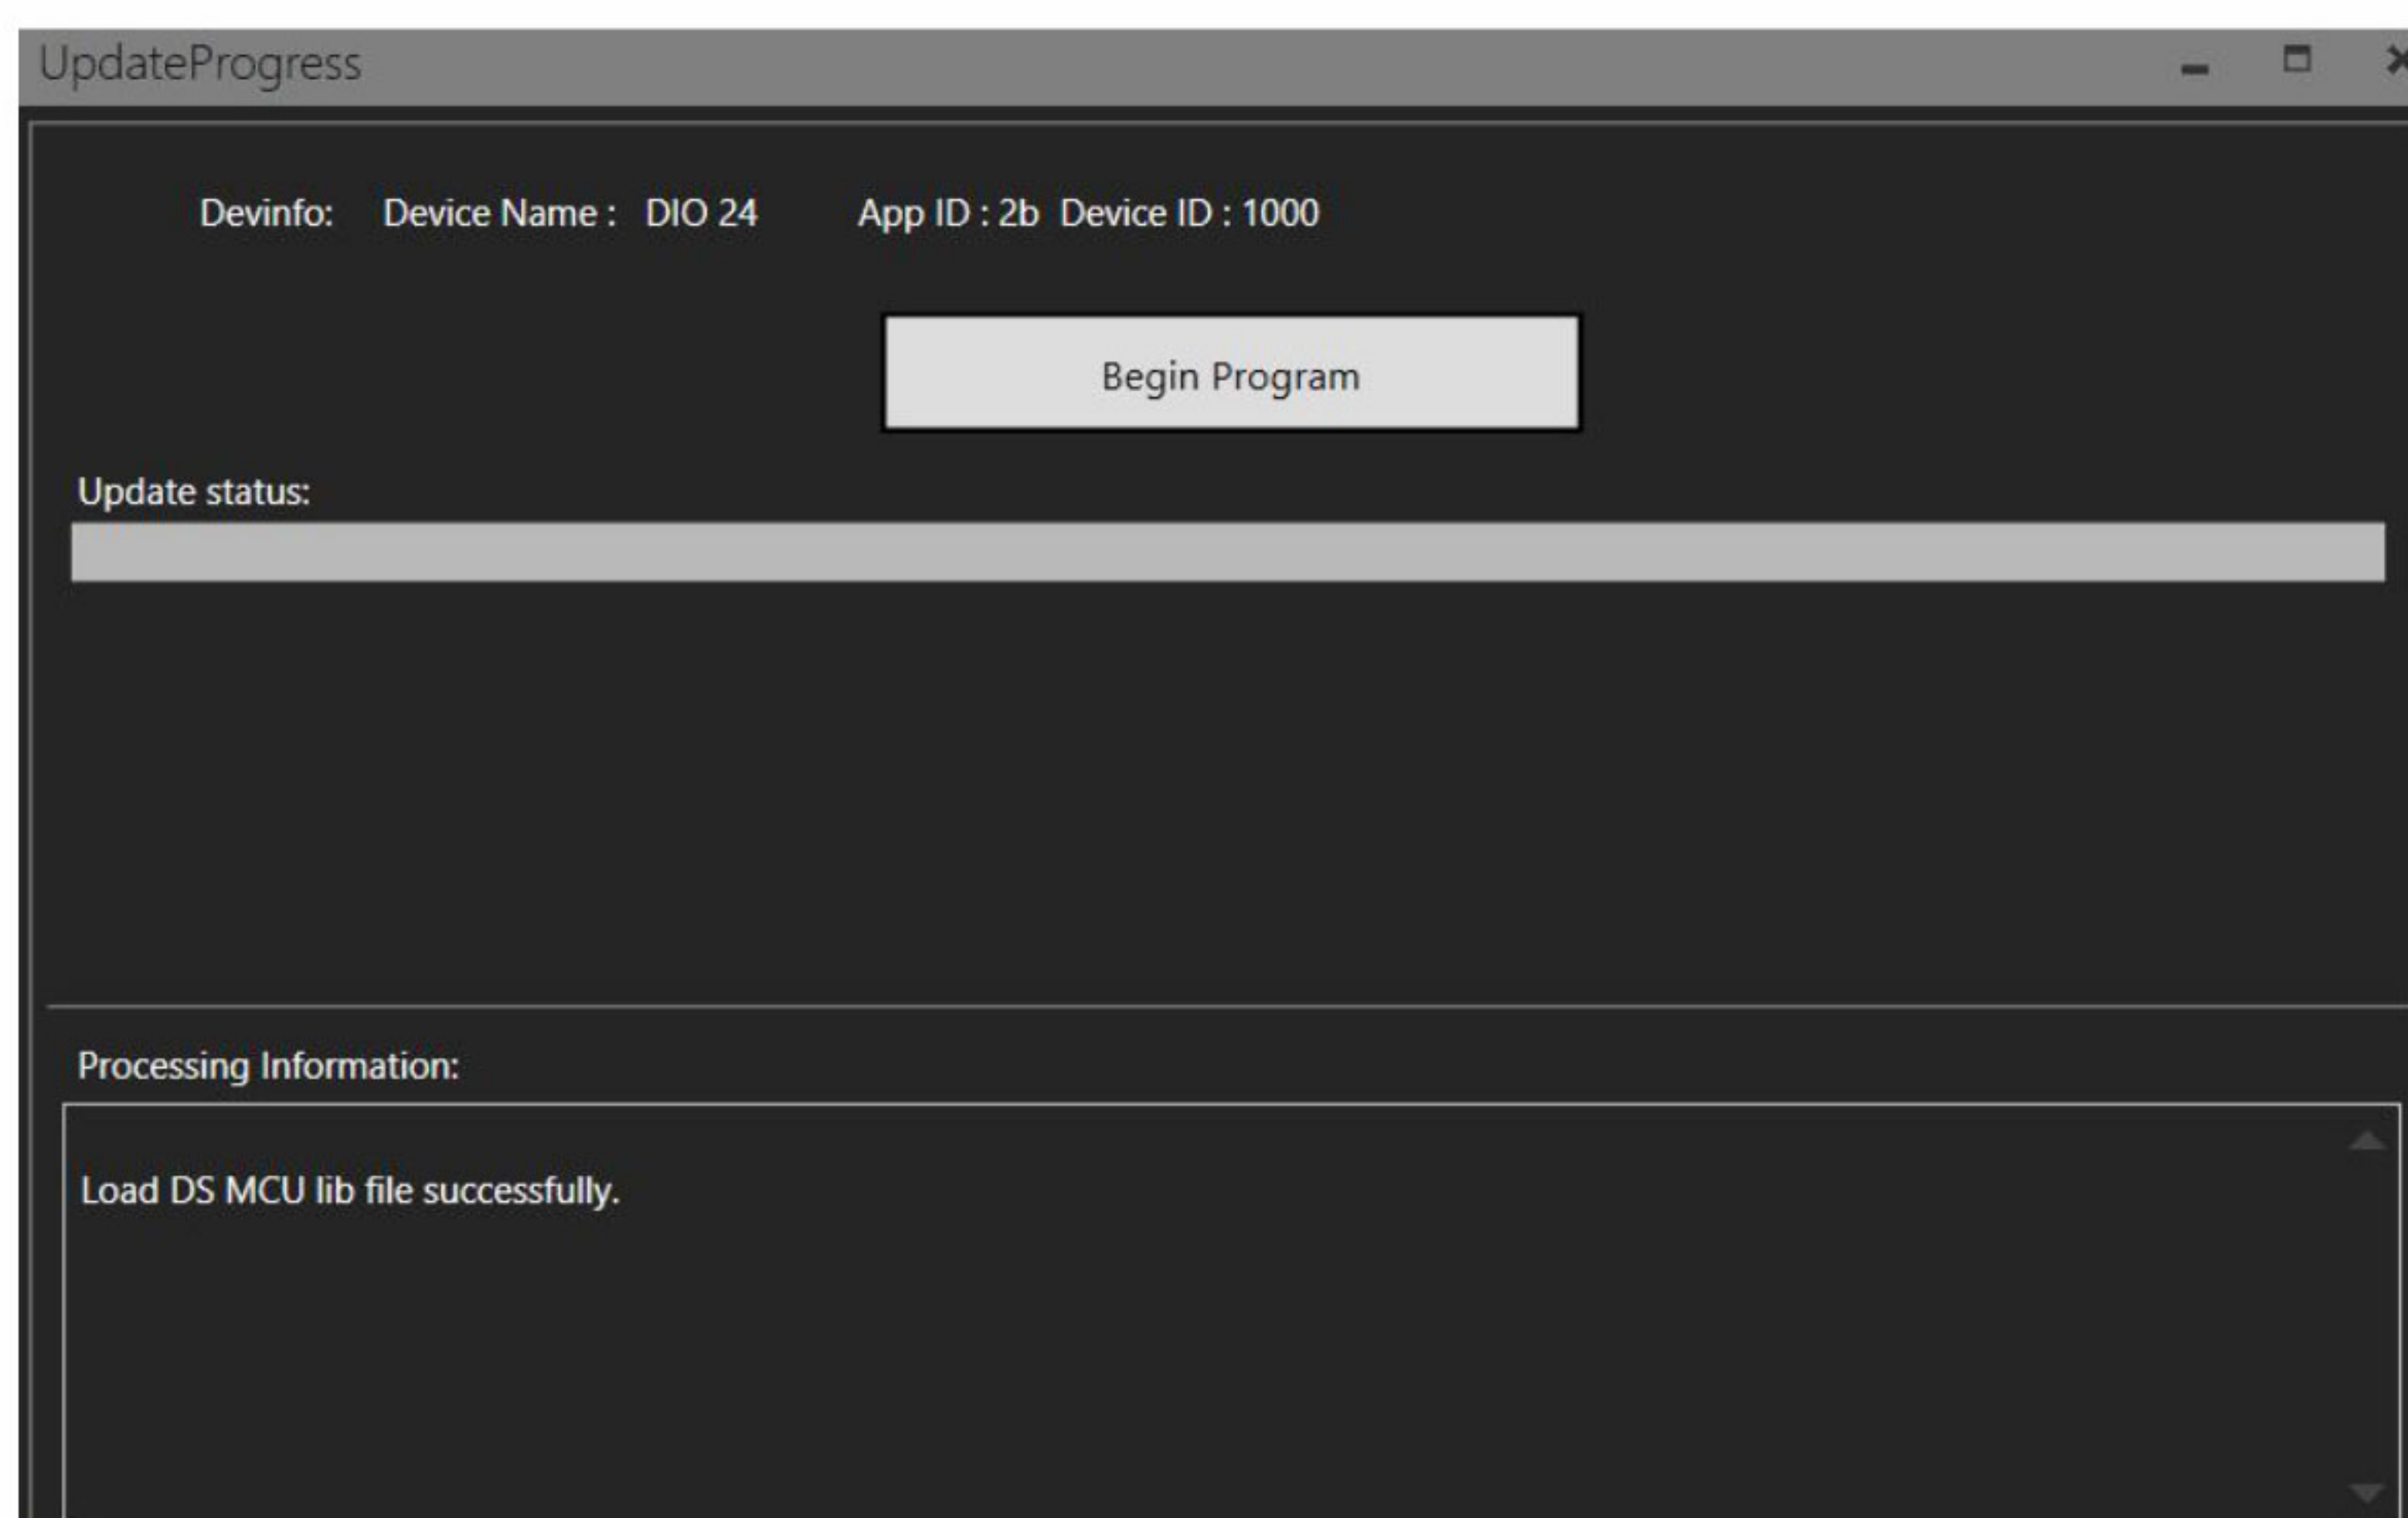 UpdateProgress
Devinfo: Device Name : DIO 24 App ID : 2b Device ID : 1000
Begin Program
Update status:
Processing Information:
Load DS MCU lib file successfully.